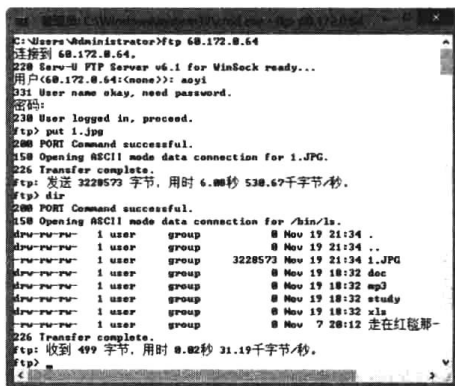 C:\Users\Administrator>ftp 60.172.0.64
连接到 60.172.0.64。
220 Serv-U FTP Server v6.1 for WinSock ready...
用户(60.172.0.64:(none)): aoyi
331 User name okay, need password.
密码:
230 User logged in, proceed.
ftp> put 1.jpg
200 PORT Command successful.
150 Opening ASCII mode data connection for 1.JPG.
226 Transfer complete.
ftp: 发送 3228573 字节，用时 6.08秒 530.67千字节/秒。
ftp> dir
200 PORT Command successful.
150 Opening ASCII mode data connection for /bin/ls.
drw-rw-rw- 1 user group 0 Nov 19 21:34 .
drw-rw-rw- 1 user group 0 Nov 19 21:34 ..
-rw-rw-rw- 1 user group 3228573 Nov 19 21:34 1.JPG
drw-rw-rw- 1 user group 0 Nov 19 18:32 doc
drw-rw-rw- 1 user group 0 Nov 19 18:32 mp3
drw-rw-rw- 1 user group 0 Nov 19 18:32 study
drw-rw-rw- 1 user group 0 Nov 19 18:32 xls
-rw-rw-rw- 1 user group 0 Nov 7 20:12 走在红毯那一
226 Transfer complete.
ftp: 收到 499 字节，用时 0.02秒 31.19千字节/秒。
ftp>